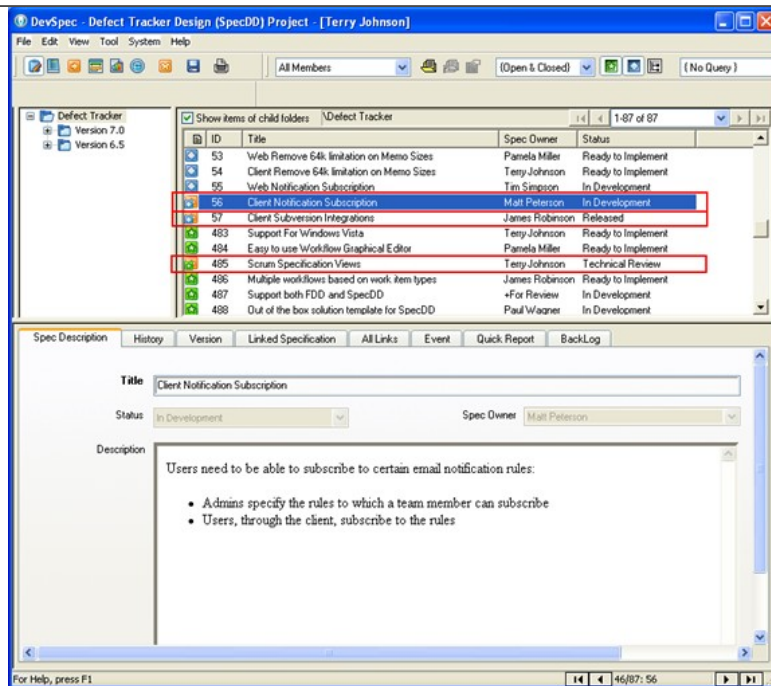 DevSpec - Defect Tracker Design (SpecDD) Project - [Terry Johnson]
File Edit View Tool System Help
All Members (Open & Closed) (No Query)
Defect Tracker
Version 7.0
Version 6.5
Show items of child folders \Defect Tracker 1-87 of 87
ID Title Spec Owner Status
53 Web Remove 64k limitation on Memo Sizes Pamela Miller Ready to Implement
54 Client Remove 64k limitation on Memo Sizes Terry Johnson Ready to Implement
55 Web Notification Subscription Tim Simpson In Development
56 Client Notification Subscription Matt Peterson In Development
57 Client Subversion Integrations James Robinson Released
483 Support For Windows Vista Terry Johnson Ready to Implement
484 Easy to use Workflow Graphical Editor Pamela Miller Ready to Implement
485 Scrum Specification Views Terry Johnson Technical Review
486 Multiple workflows based on work item types James Robinson Ready to Implement
487 Support both FDD and SpecDD +For Review In Development
488 Out of the box solution template for SpecDD Paul Wagner In Development
Spec Description History Version Linked Specification All Links Event Quick Report BackLog
Title Client Notification Subscription
Status In Development Spec Owner Matt Peterson
Description
Users need to be able to subscribe to certain email notification rules:
• Admins specify the rules to which a team member can subscribe
• Users, through the client, subscribe to the rules
For Help, press F1 46/87: 56